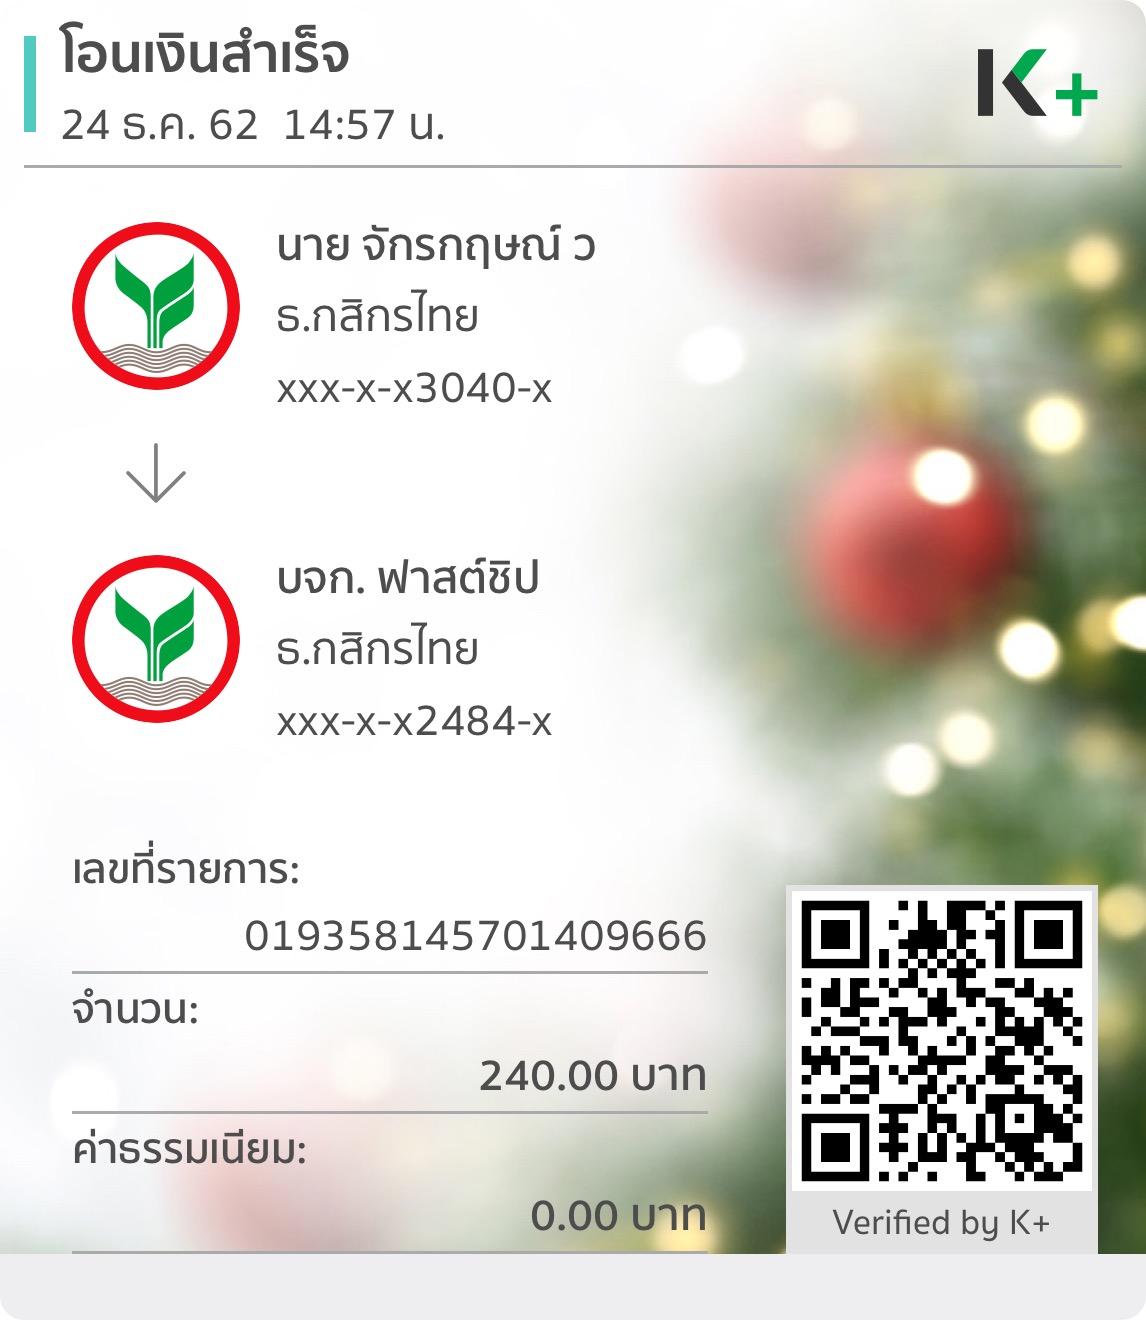 โอนเงินสำเร็จ
24 ธ.ค. 62  14:57 น.
K+
นาย จักรกฤษณ์ ว
ธ.กสิกรไทย
xxx-x-x3040-x
บจก. ฟาสต์ชิป
ธ.กสิกรไทย
xxx-x-x2484-x
เลขที่รายการ:
019358145701409666
จำนวน:
240.00 บาท
ค่าธรรมเนียม:
0.00 บาท
Verified by K+